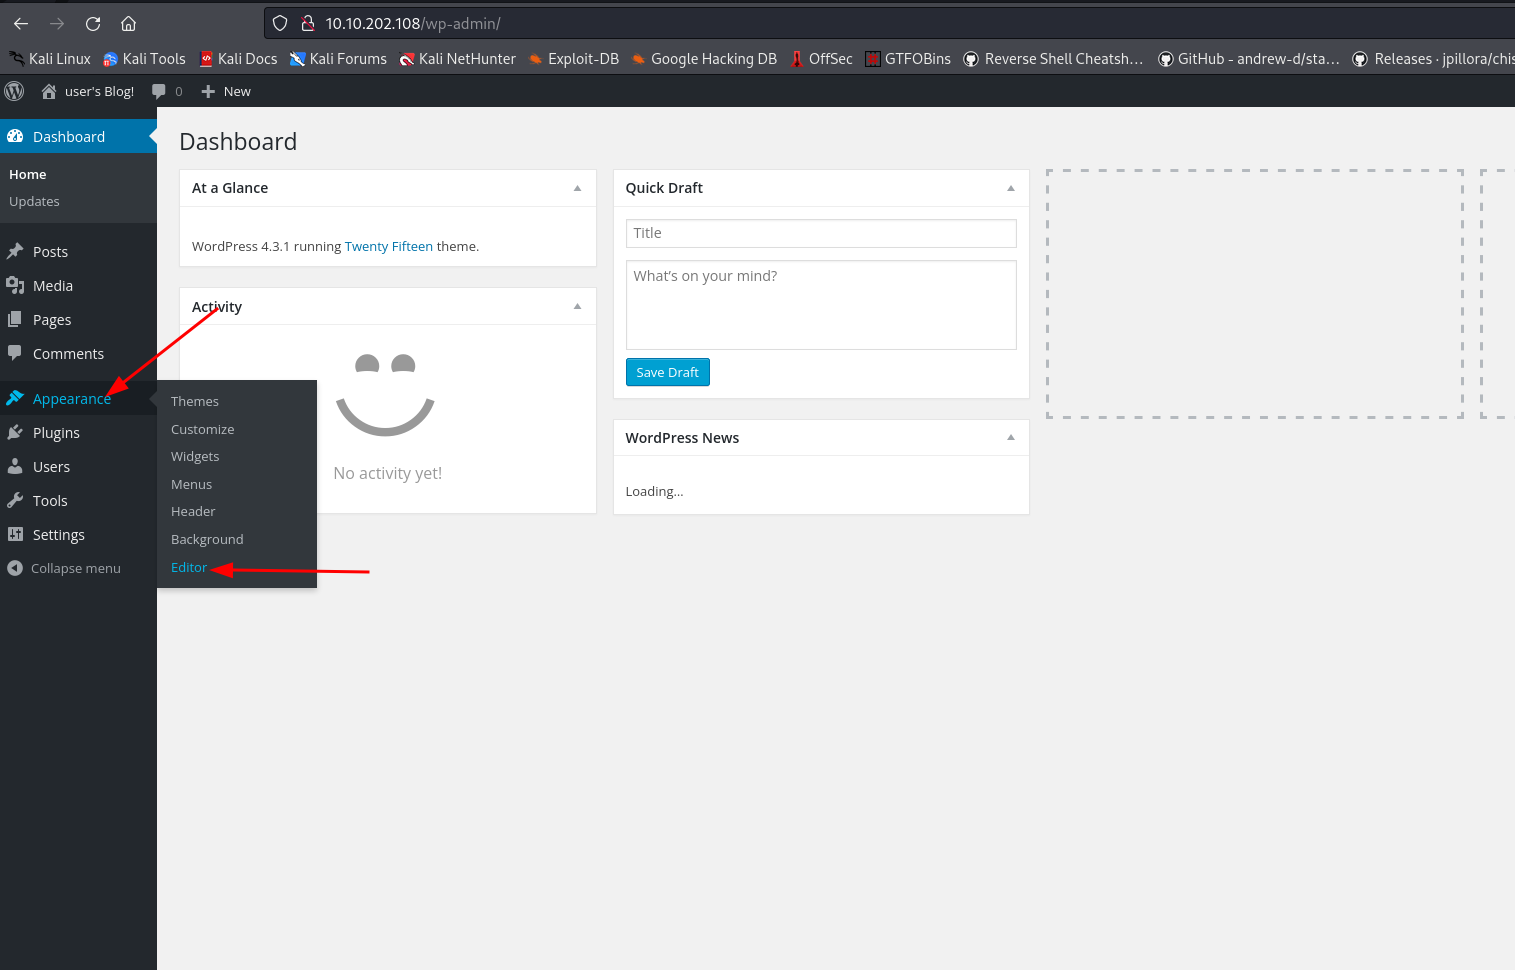 10.10.202.108/wp-admin/
Kali Linux Kali Tools Kali Docs Kali Forums Kali NetHunter Exploit-DB Google Hacking DB OffSec GTFOBins Reverse Shell Cheatsh… GitHub - andrew-d/sta… Releases · jpillora/chis
user's Blog! 0 New
Dashboard
Home
Updates
Posts
Media
Pages
Comments
Appearance
Plugins
Users
Tools
Settings
Collapse menu
Themes
Customize
Widgets
Menus
Header
Background
Editor
Dashboard
At a Glance
WordPress 4.3.1 running Twenty Fifteen theme.
Activity
No activity yet!
Quick Draft
Title
What's on your mind?
Save Draft
WordPress News
Loading…